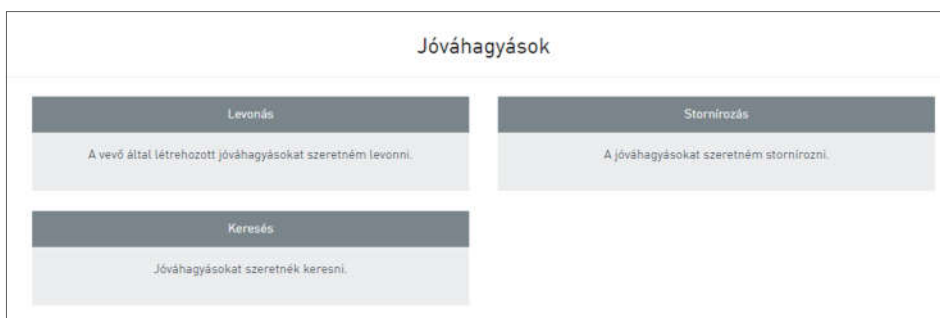 Jóváhagyások
Levonás
A vevő által létrehozott jóváhagyásokat szeretném levonni.
Stornírozás
A jóváhagyásokat szeretném stornírozni.
Keresés
Jóváhagyásokat szeretnék keresni.